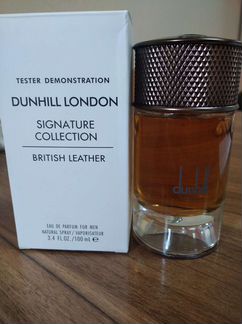 TESTER DEMONSTRATION
DUNHILL LONDON
SIGNATURE
COLLECTION
BRITISH LEATHER
EAU DE PARFUM FOR MEN
NATURAL SPRAY / VAPORISATEUR
3.4 FL.OZ./100 mL e
dunhill